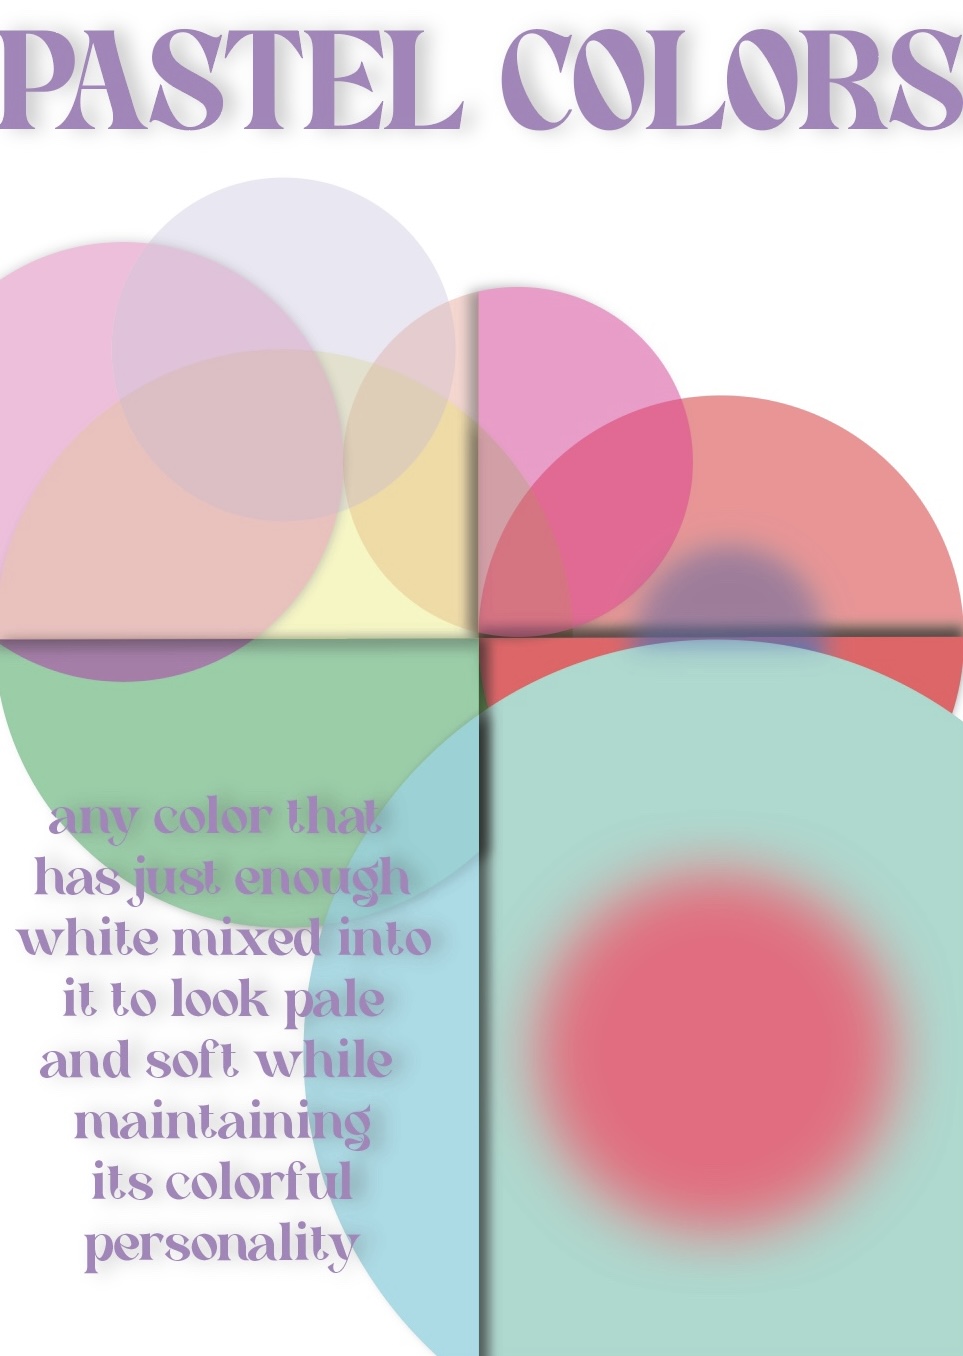 PASTEL COLORS
any color that
has just enough
white mixed into
it to look pale
and soft while
maintaining
its colorful
personality